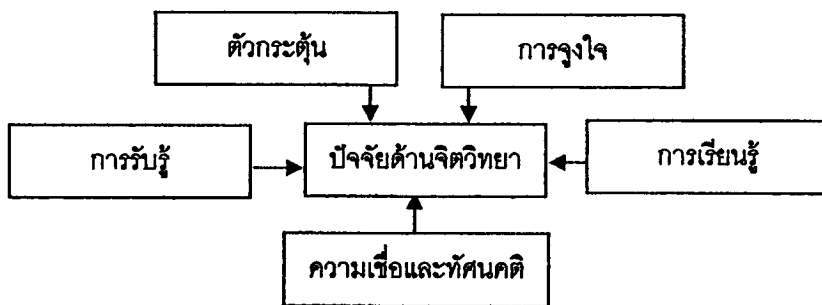 ตัวกระตุ้น
การจูงใจ
การรับรู้
ปัจจัยด้านจิตวิทยา
การเรียนรู้
ความเชื่อและทัศนคติ